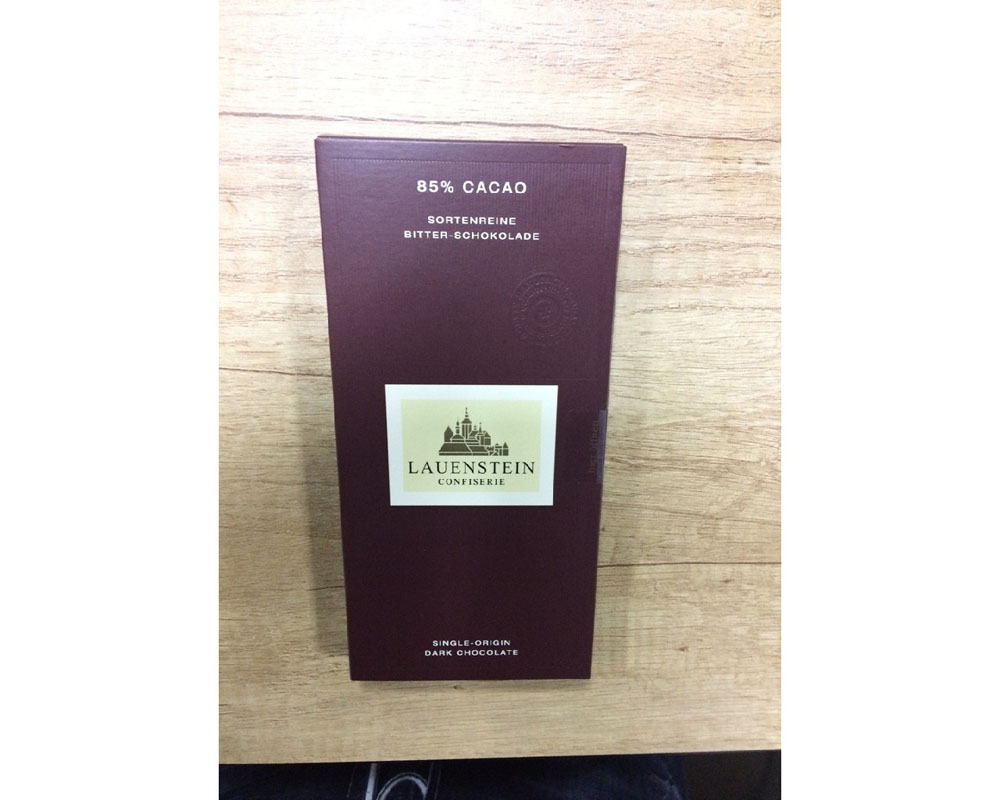 85% CACAO
SORTENREINE
BITTER-SCHOKOLADE
LAUENSTEIN
CONFISERIE
SINGLE-ORIGIN
DARK CHOCOLATE